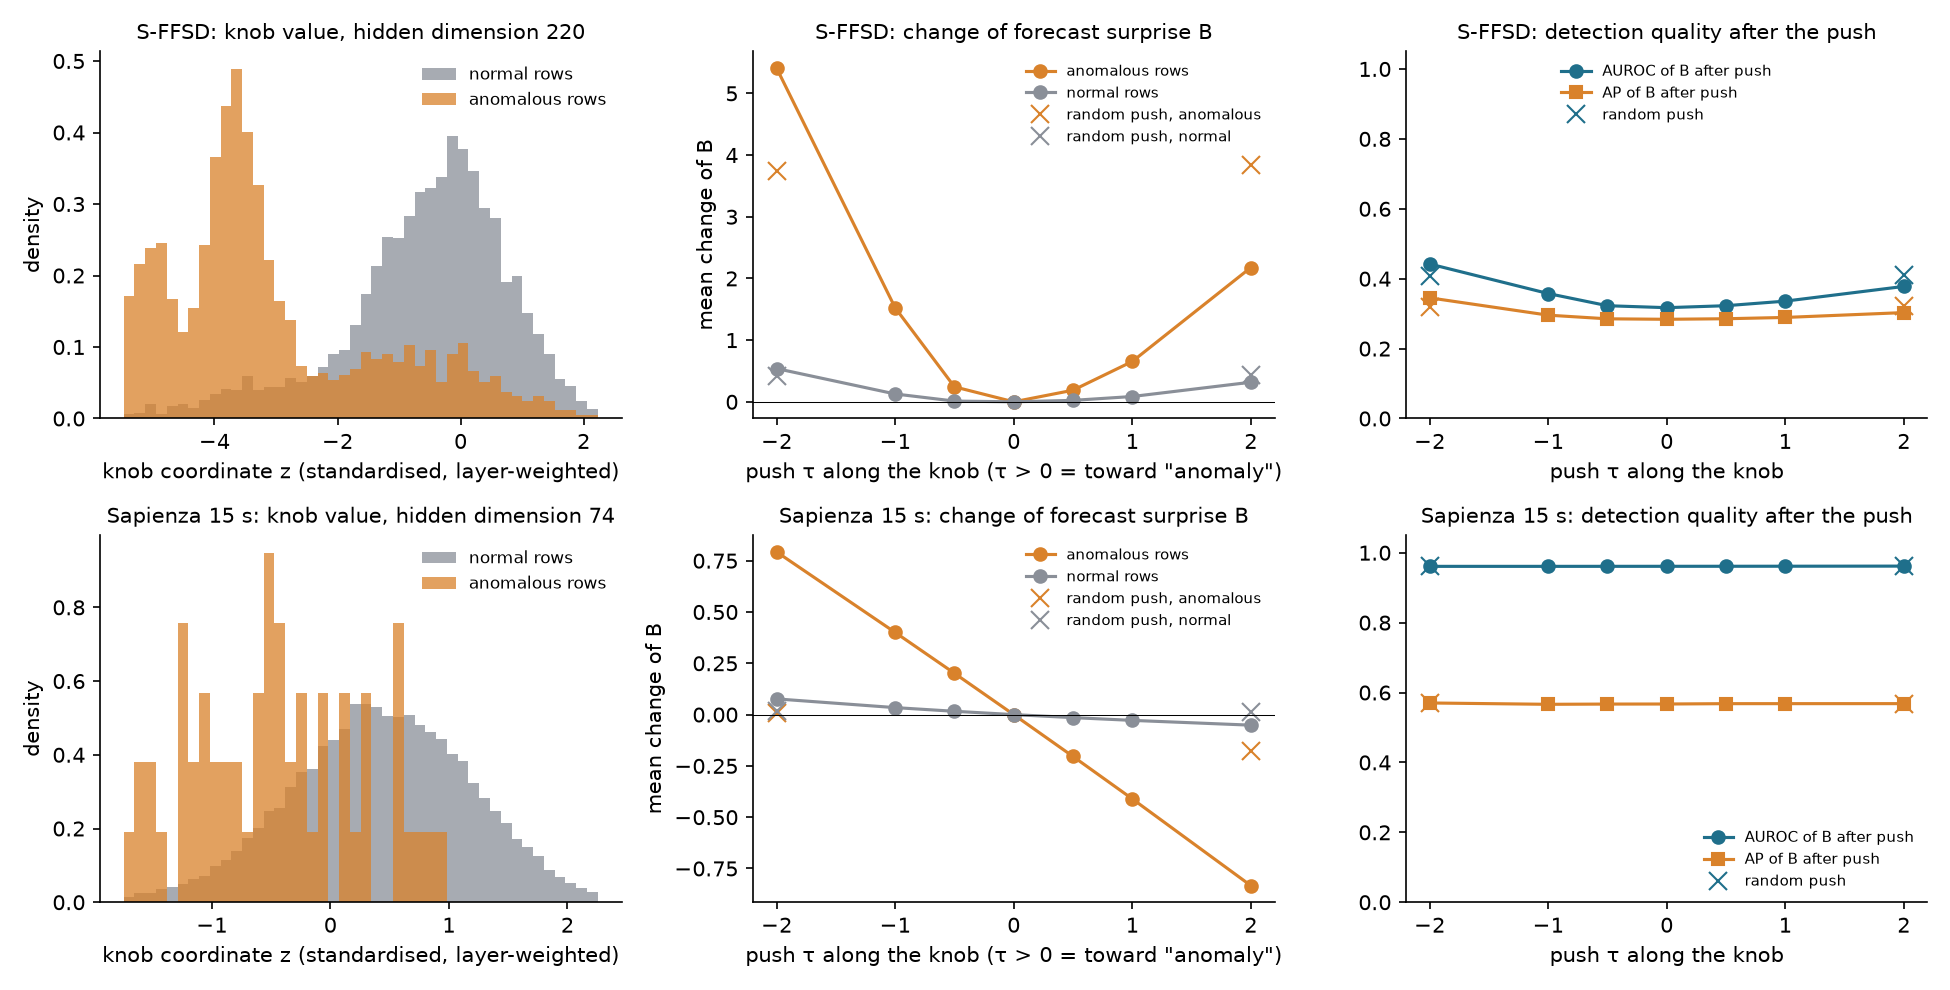 S-FFSD: knob value, hidden dimension 220
normal rows
anomalous rows
density
0.5
0.4
0.3
0.2
0.1
0.0
−4
−2
0
2
knob coordinate z (standardised, layer-weighted)
S-FFSD: change of forecast surprise B
anomalous rows
normal rows
random push, anomalous
random push, normal
mean change of B
5
4
3
2
1
0
−2
−1
0
1
2
push τ along the knob (τ > 0 = toward "anomaly")
S-FFSD: detection quality after the push
AUROC of B after push
AP of B after push
random push
1.0
0.8
0.6
0.4
0.2
0.0
−2
−1
0
1
2
push τ along the knob
Sapienza 15 s: knob value, hidden dimension 74
normal rows
anomalous rows
density
0.8
0.6
0.4
0.2
0.0
−1
0
1
2
knob coordinate z (standardised, layer-weighted)
Sapienza 15 s: change of forecast surprise B
anomalous rows
normal rows
random push, anomalous
random push, normal
mean change of B
0.75
0.50
0.25
0.00
−0.25
−0.50
−0.75
−2
−1
0
1
2
push τ along the knob (τ > 0 = toward "anomaly")
Sapienza 15 s: detection quality after the push
1.0
0.8
0.6
0.4
0.2
0.0
AUROC of B after push
AP of B after push
random push
−2
−1
0
1
2
push τ along the knob